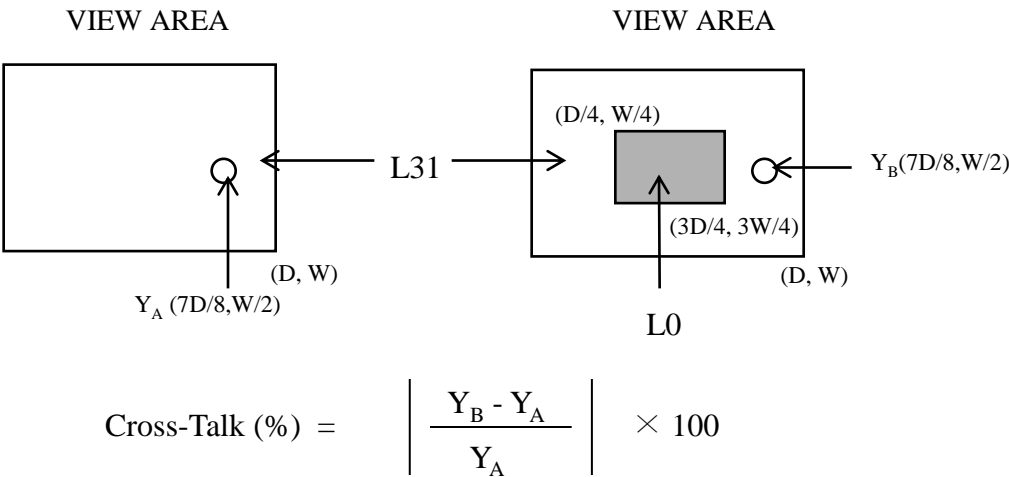 VIEW AREA
VIEW AREA
(D/4, W/4)
L31
Y_B(7D/8,W/2)
(3D/4, 3W/4)
(D, W)
(D, W)
Y_A (7D/8,W/2)
L0
Y_B - Y_A
Cross-Talk (%) = | | × 100
Y_A